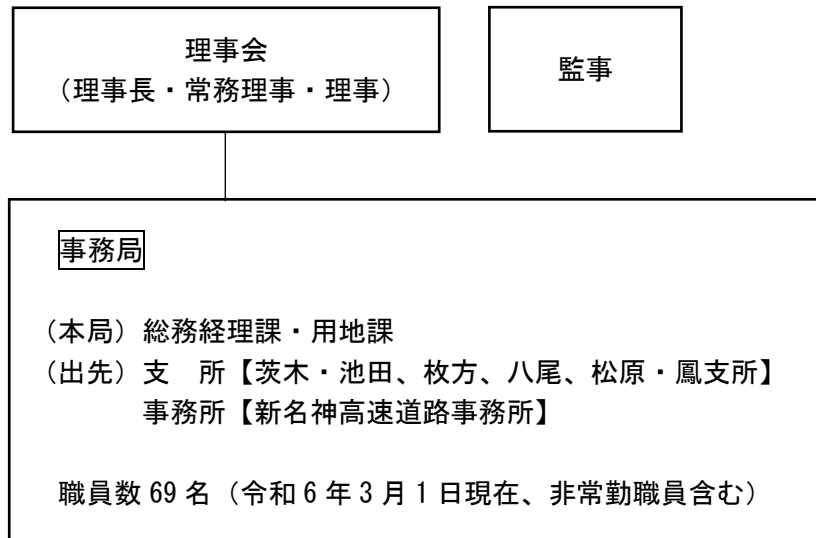 理事会
（理事長・常務理事・理事）
監事
事務局
（本局）総務経理課・用地課
（出先）支　所【茨木・池田、枚方、八尾、松原・鳳支所】
事務所【新名神高速道路事務所】
職員数 69 名（令和 6 年 3 月 1 日現在、非常勤職員含む）